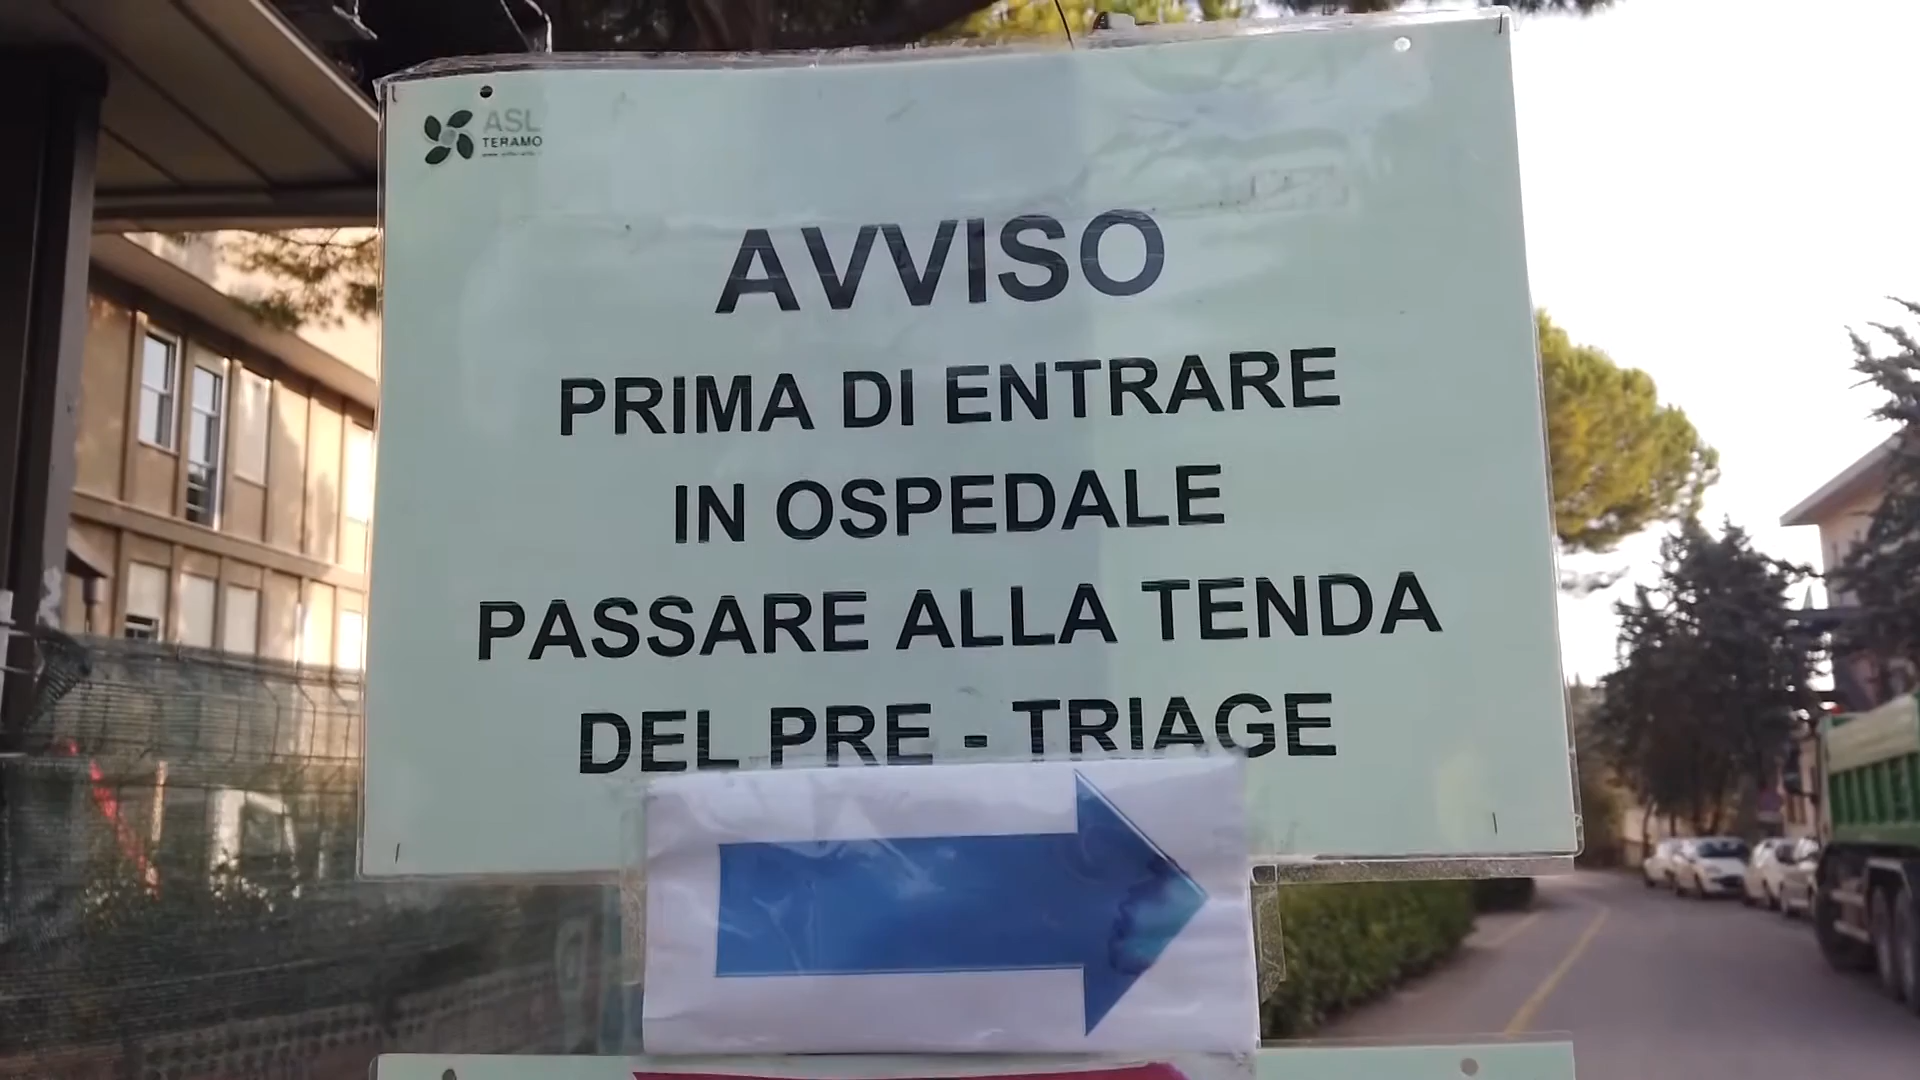 ASL
TERAMO
AVVISO
PRIMA DI ENTRARE
IN OSPEDALE
PASSARE ALLA TENDA
DEL PRE - TRIAGE